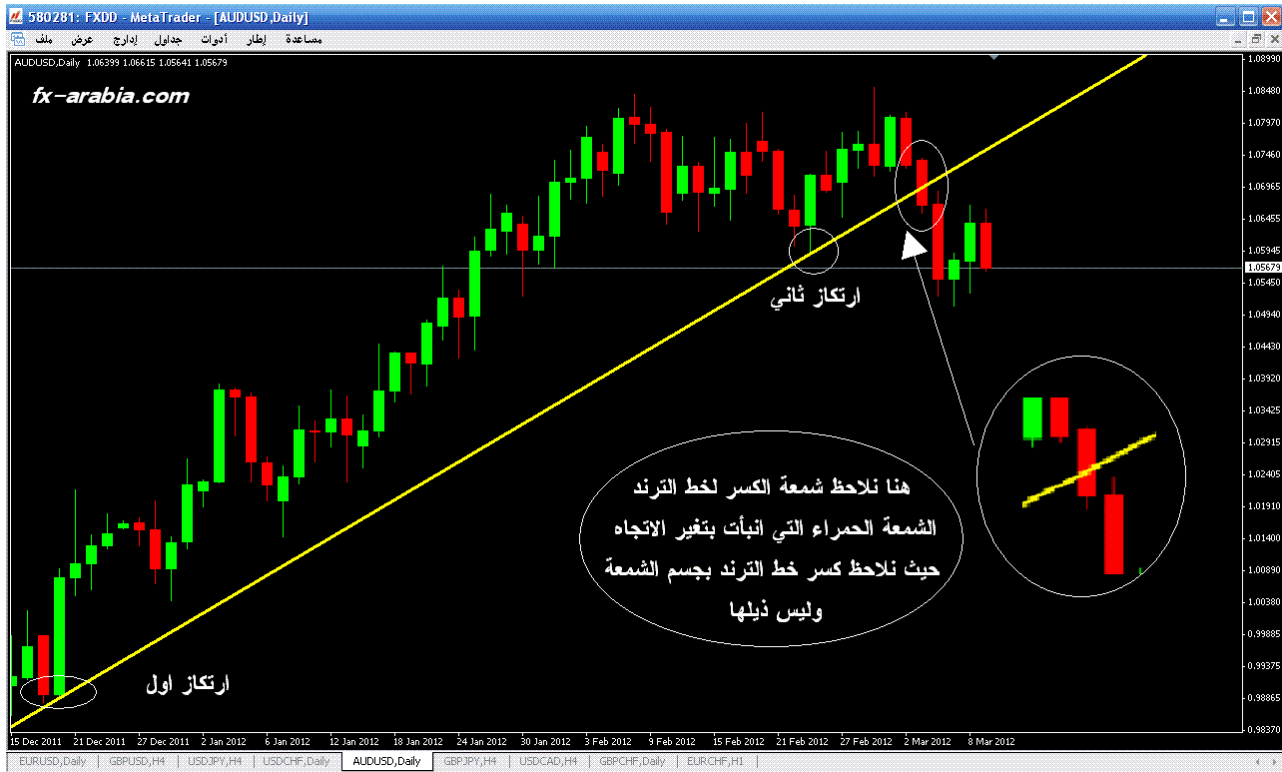 580281: FXDD - MetaTrader - [AUDUSD,Daily]
ملف عرض إدارج جداول أدوات إطار مساعدة
AUDUSD,Daily 1.06399 1.06615 1.05641 1.05679
fx-arabia.com
1.08990
1.08480
1.07970
1.07460
1.06965
1.06455
1.05945
1.05679
1.05450
1.04940
1.04430
1.03920
1.03425
1.02915
1.02405
1.01910
1.01400
1.00890
1.00380
0.99885
0.99375
0.98865
0.98370
ارتكاز ثاني
هنا نلاحظ شمعة الكسر لخط الترند
الشمعة الحمراء التي انبأت بتغير الاتجاه
حيث نلاحظ كسر خط الترند بجسم الشمعة
وليس ذيلها
ارتكاز اول
15 Dec 2011 21 Dec 2011 27 Dec 2011 2 Jan 2012 6 Jan 2012 12 Jan 2012 18 Jan 2012 24 Jan 2012 30 Jan 2012 3 Feb 2012 9 Feb 2012 15 Feb 2012 21 Feb 2012 27 Feb 2012 2 Mar 2012 8 Mar 2012
EURUSD,Daily GBPUSD,H4 USDJPY,H4 USDCHF,Daily AUDUSD,Daily GBPJPY,H4 USDCAD,H4 GBPCHF,Daily EURCHF,H1